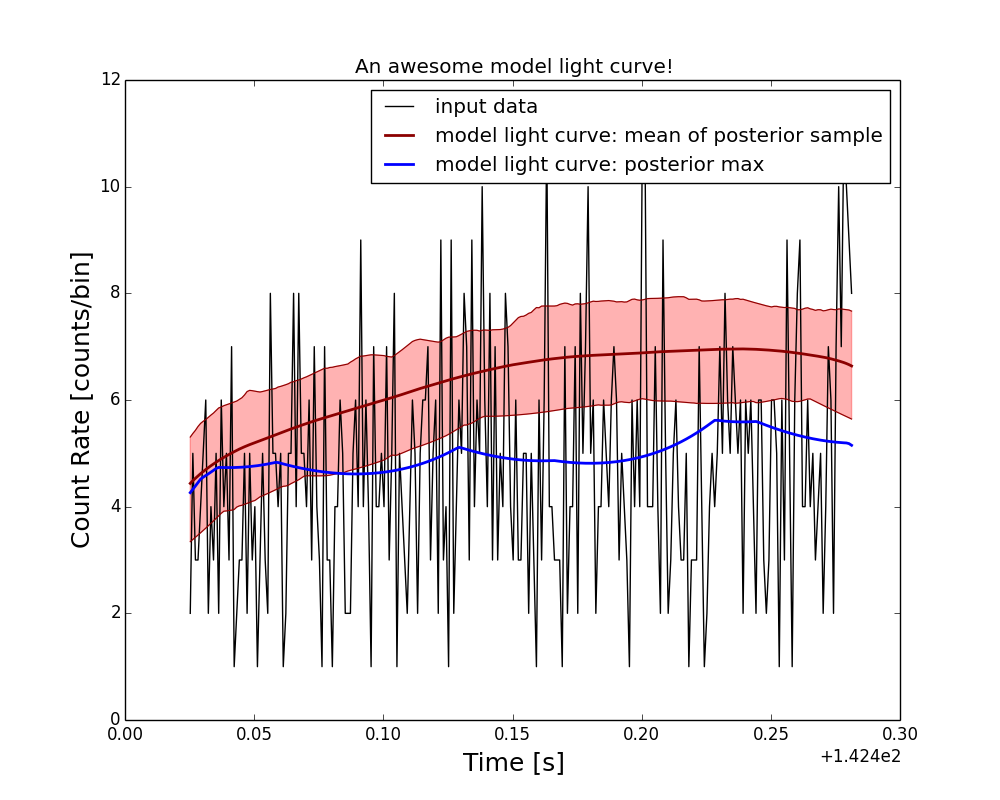 An awesome model light curve!
input data
model light curve: mean of posterior sample
model light curve: posterior max
Count Rate [counts/bin]
12
10
8
6
4
2
0
0.00 0.05 0.10 0.15 0.20 0.25 0.30
Time [s]
+1.424e2